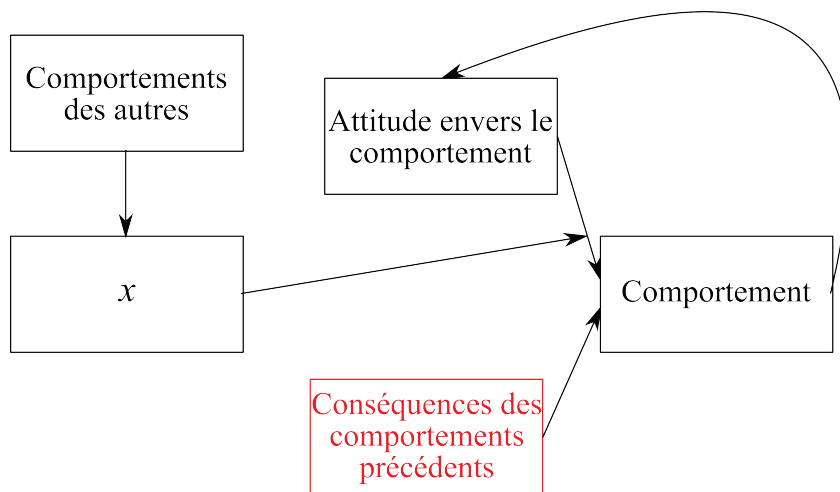 Comportements
des autres
Attitude envers le
comportement
x
Comportement
Conséquences des
comportements
précédents